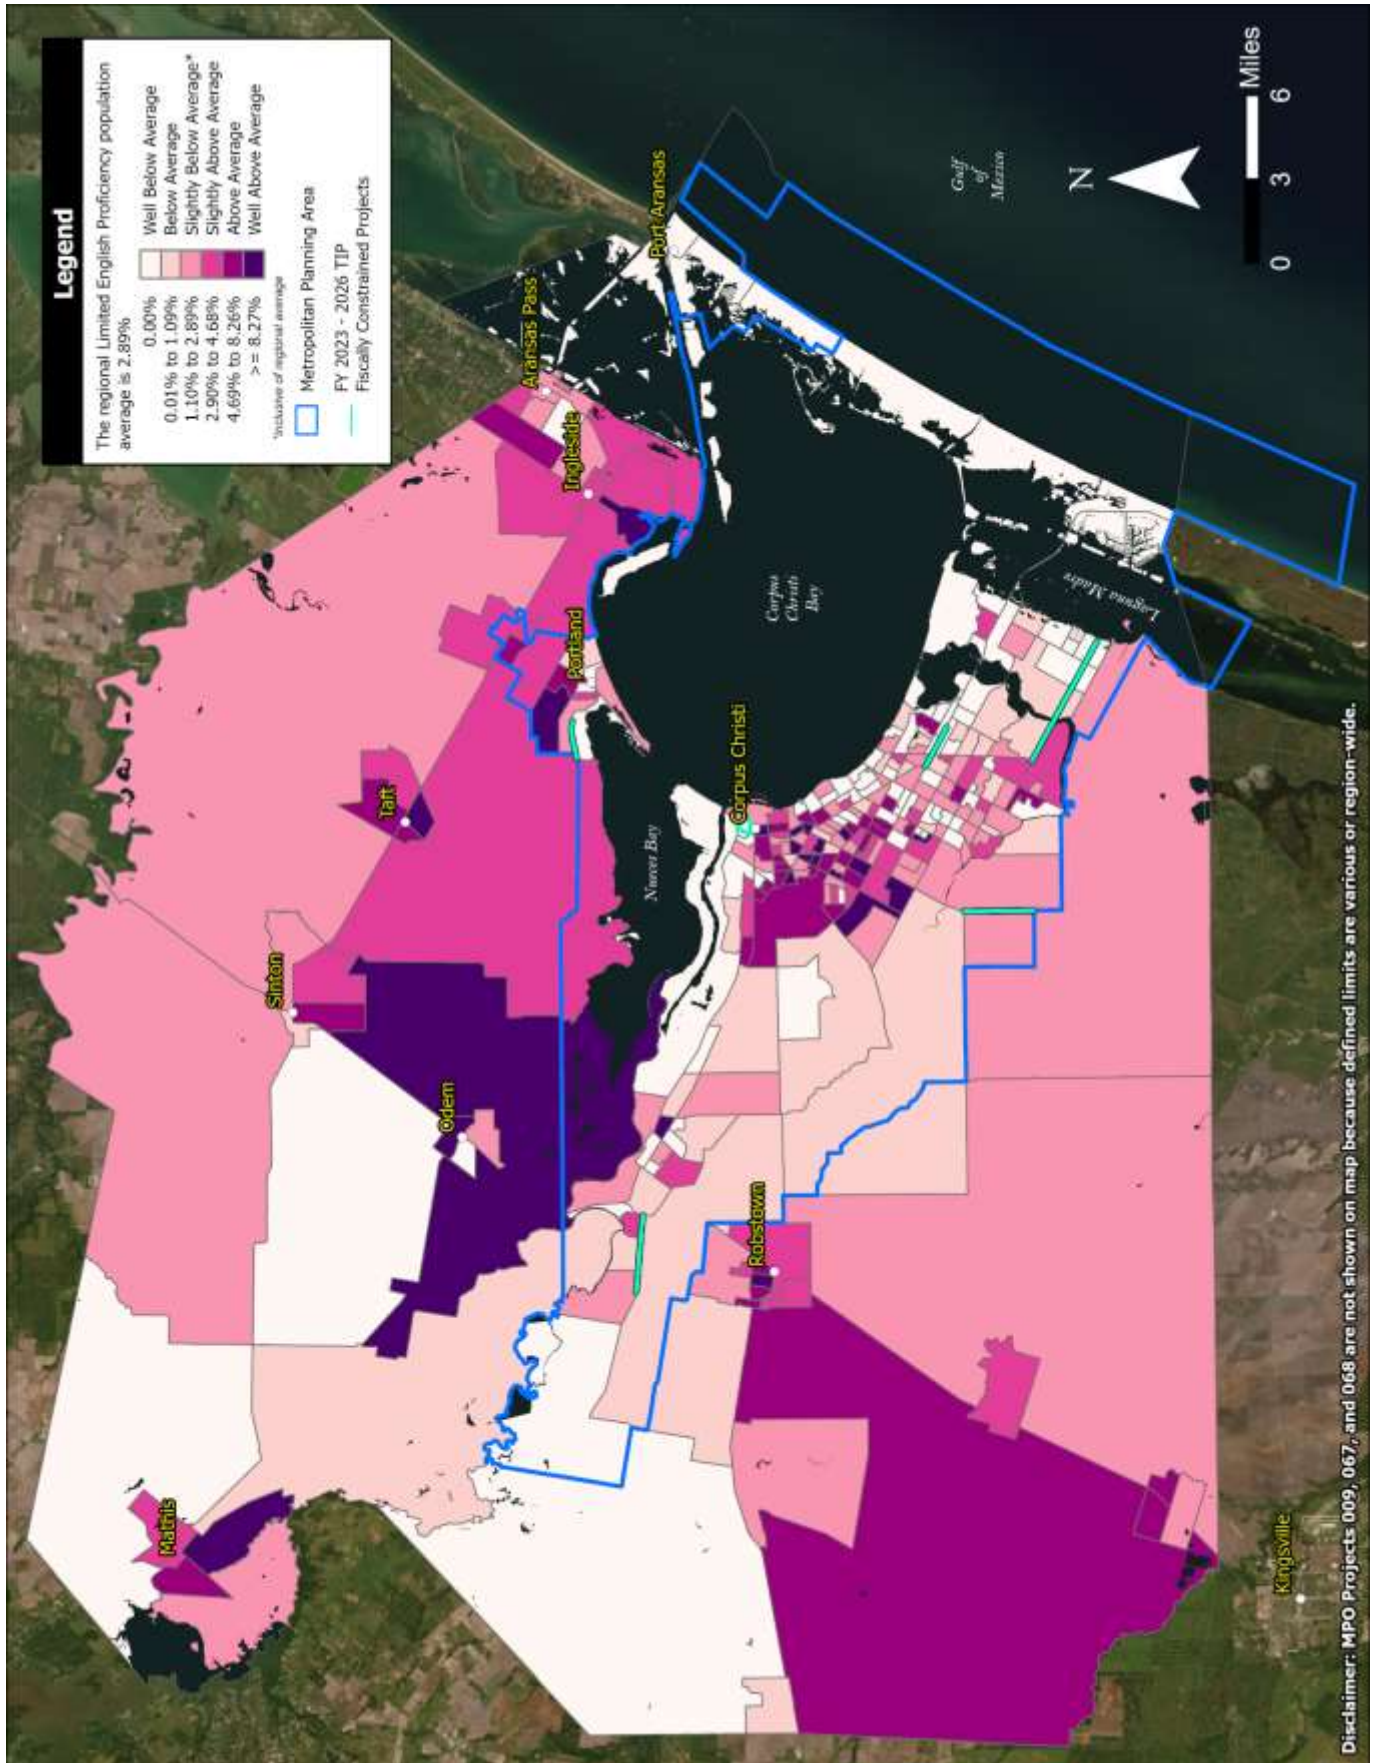 Legend
The regional Limited English Proficiency population
average is 2.89%
0.00% Well Below Average
0.01% to 1.09% Below Average
1.10% to 2.89% Slightly Below Average*
2.90% to 4.68% Slightly Above Average
4.69% to 8.26% Above Average
>= 8.27% Well Above Average
*Inclusive of regional average
Metropolitan Planning Area
FY 2023 - 2026 TIP
Fiscally Constrained Projects
Mathis
Sinton
Taft
Odem
Aransas Pass
Ingleside
Portland
Port Aransas
Nueces Bay
Corpus Christi
Corpus
Christi
Bay
Robstown
Gulf
of
Mexico
Laguna Madre
N
0 3 6 Miles
Kingsville
Disclaimer: MPO Projects 009, 067, and 068 are not shown on map because defined limits are various or region-wide.